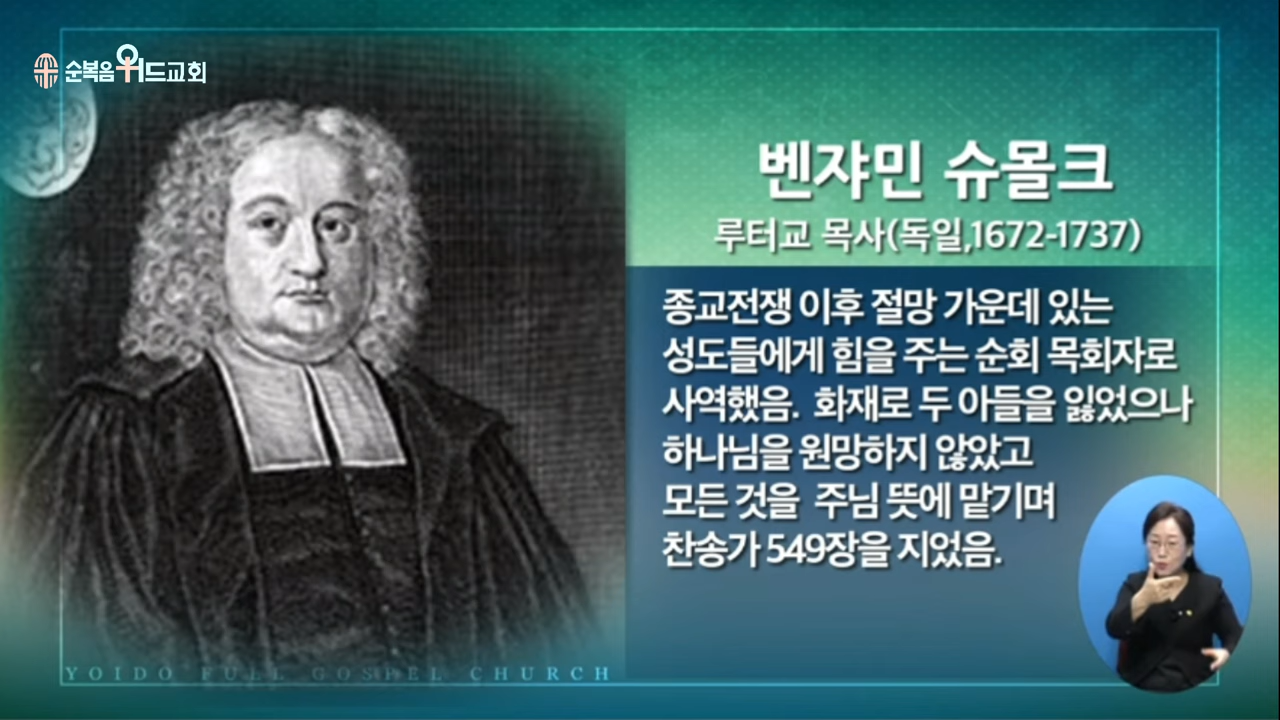 순복음워드교회
벤쟈민 슈몰크
루터교 목사(독일,1672-1737)
종교전쟁 이후 절망 가운데 있는
성도들에게 힘을 주는 순회 목회자로
사역했음. 화재로 두 아들을 잃었으나
하나님을 원망하지 않았고
모든 것을 주님 뜻에 맡기며
찬송가 549장을 지었음.
YOIDO FULL GOSPEL CHURCH